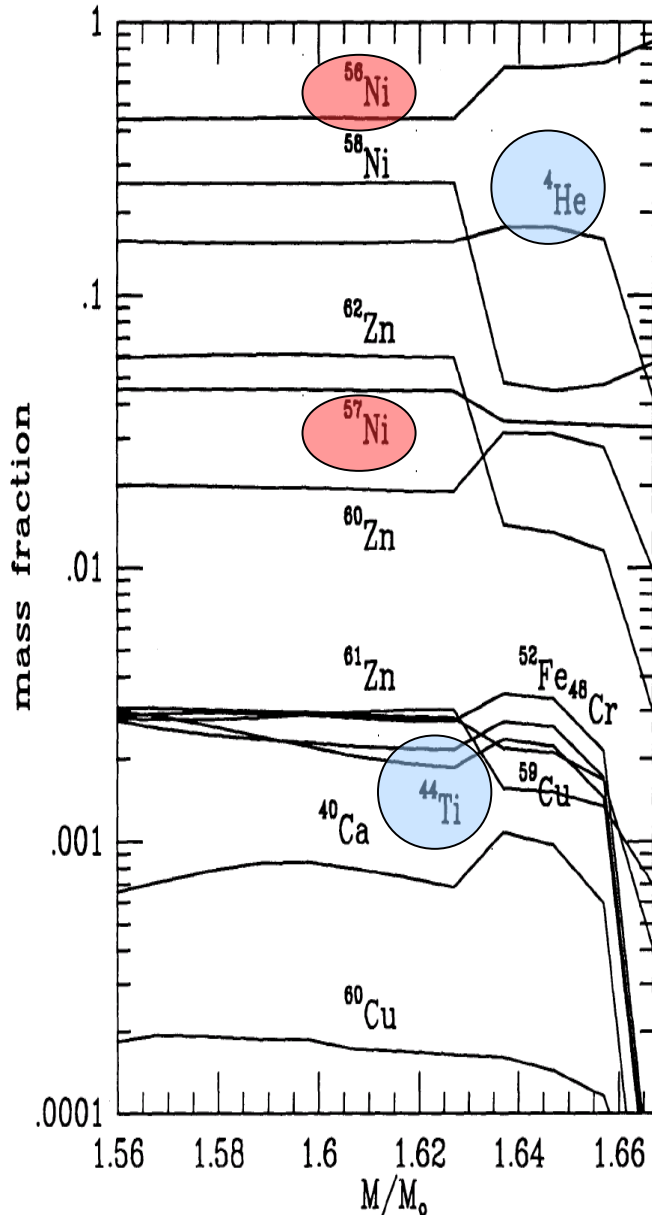 1
⁵⁶Ni
⁵⁸Ni
⁴He
.1
⁶²Zn
⁵⁷Ni
⁶⁰Zn
.01
⁶¹Zn
⁵²Fe
⁴⁸Cr
⁵⁹Cu
⁴⁴Ti
⁴⁰Ca
.001
⁶⁰Cu
.0001
mass fraction
1.56 1.58 1.6 1.62 1.64 1.66
M/M₀